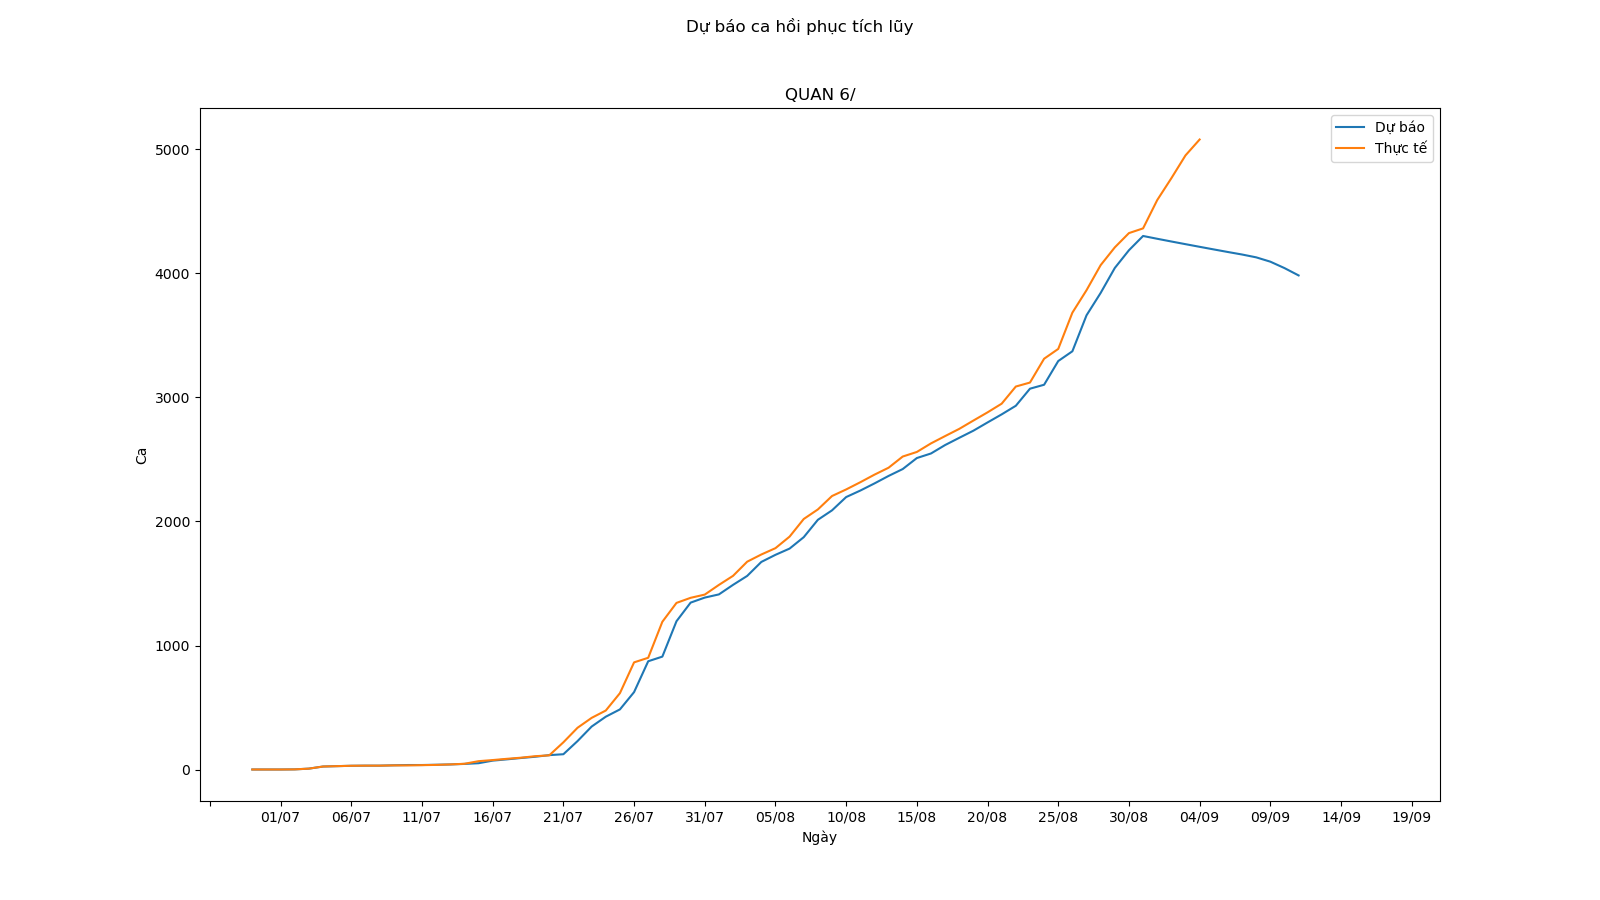 Dự báo ca hồi phục tích lũy
QUAN 6/
Dự báo
Thực tế
5000
4000
3000
2000
1000
0
Ca
01/07 06/07 11/07 16/07 21/07 26/07 31/07 05/08 10/08 15/08 20/08 25/08 30/08 04/09 09/09 14/09 19/09
Ngày